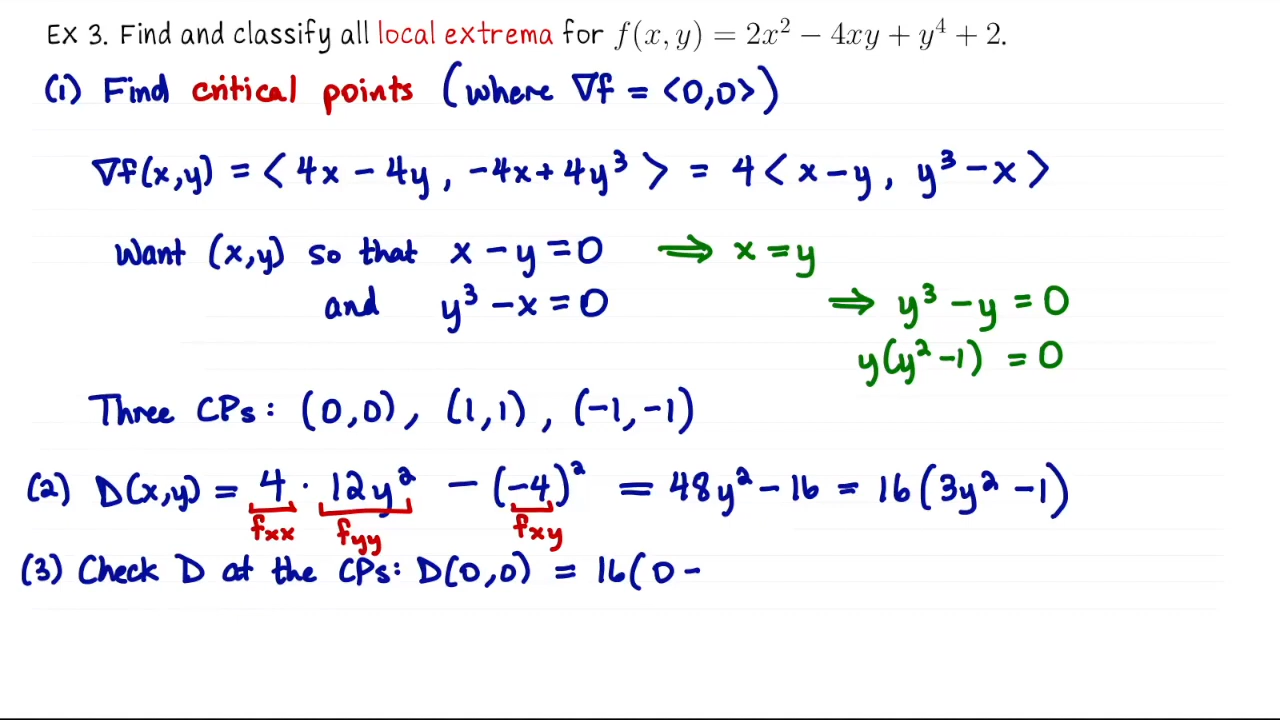 Ex 3. Find and classify all local extrema for f(x, y) = 2x² − 4xy + y⁴ + 2.
(1) Find critical points (where ∇f = <0,0>)
∇f(x,y) = < 4x − 4y , −4x + 4y³ > = 4 < x − y , y³ − x >
Want (x,y) so that x − y = 0 ⟹ x = y
and y³ − x = 0 ⟹ y³ − y = 0
y(y² − 1) = 0
Three CPs: (0,0), (1,1), (−1,−1)
(2) D(x,y) = 4 · 12y² − (−4)² = 48y² − 16 = 16(3y² − 1)
fxx fyy fxy
(3) Check D at the CPs: D(0,0) = 16(0 −